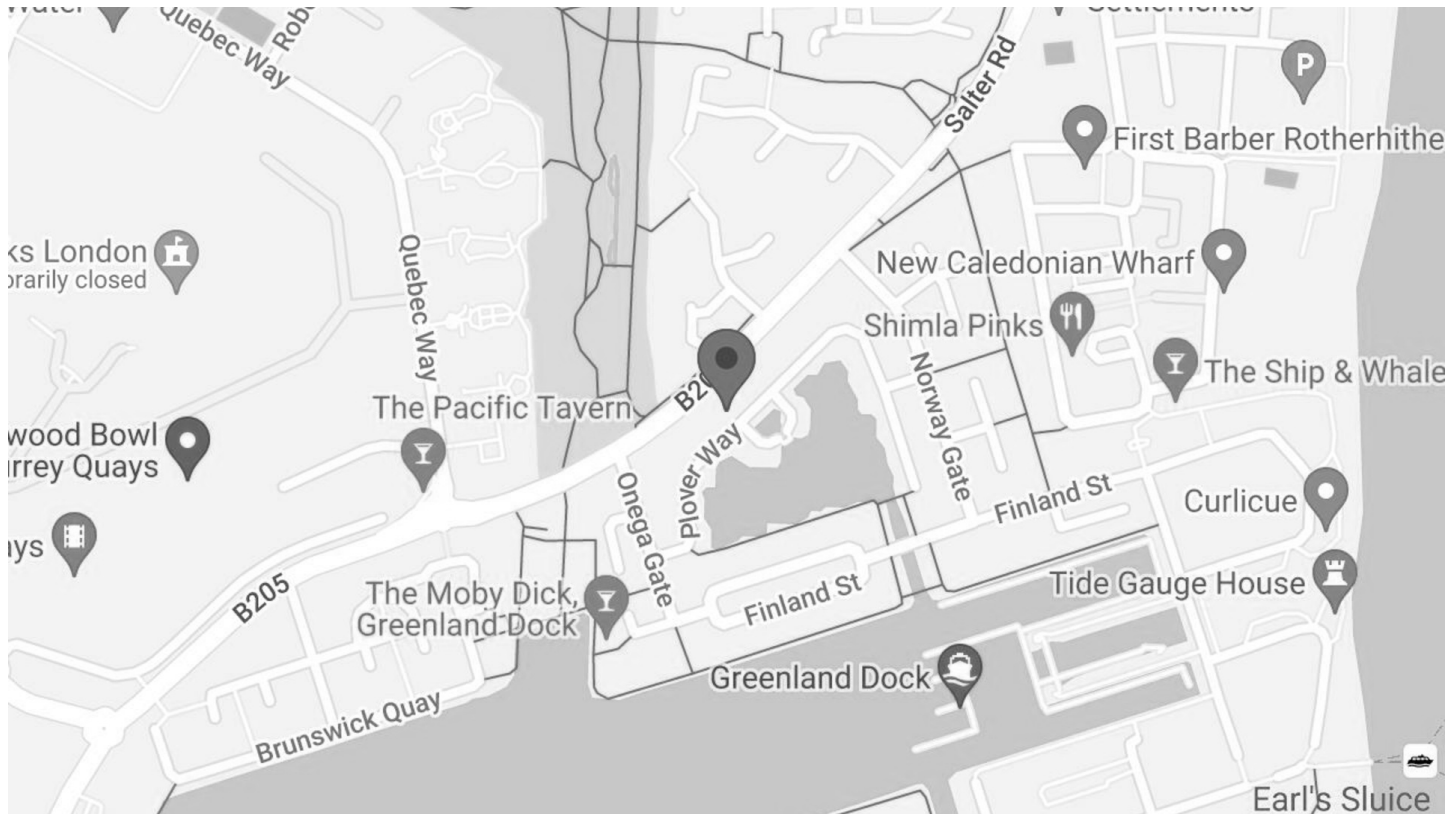 Quebec Way
Salter Rd
P
First Barber Rotherhithe
ks London
orarily closed
Quebec Way
New Caledonian Wharf
Shimla Pinks
The Ship & Whale
Norway Gate
The Pacific Tavern
wood Bowl
urrey Quays
Plover Way
Onega Gate
Finland St
Curlicue
ays
B205
The Moby Dick,
Greenland Dock
Finland St
Tide Gauge House
Greenland Dock
Brunswick Quay
Earl's Sluice